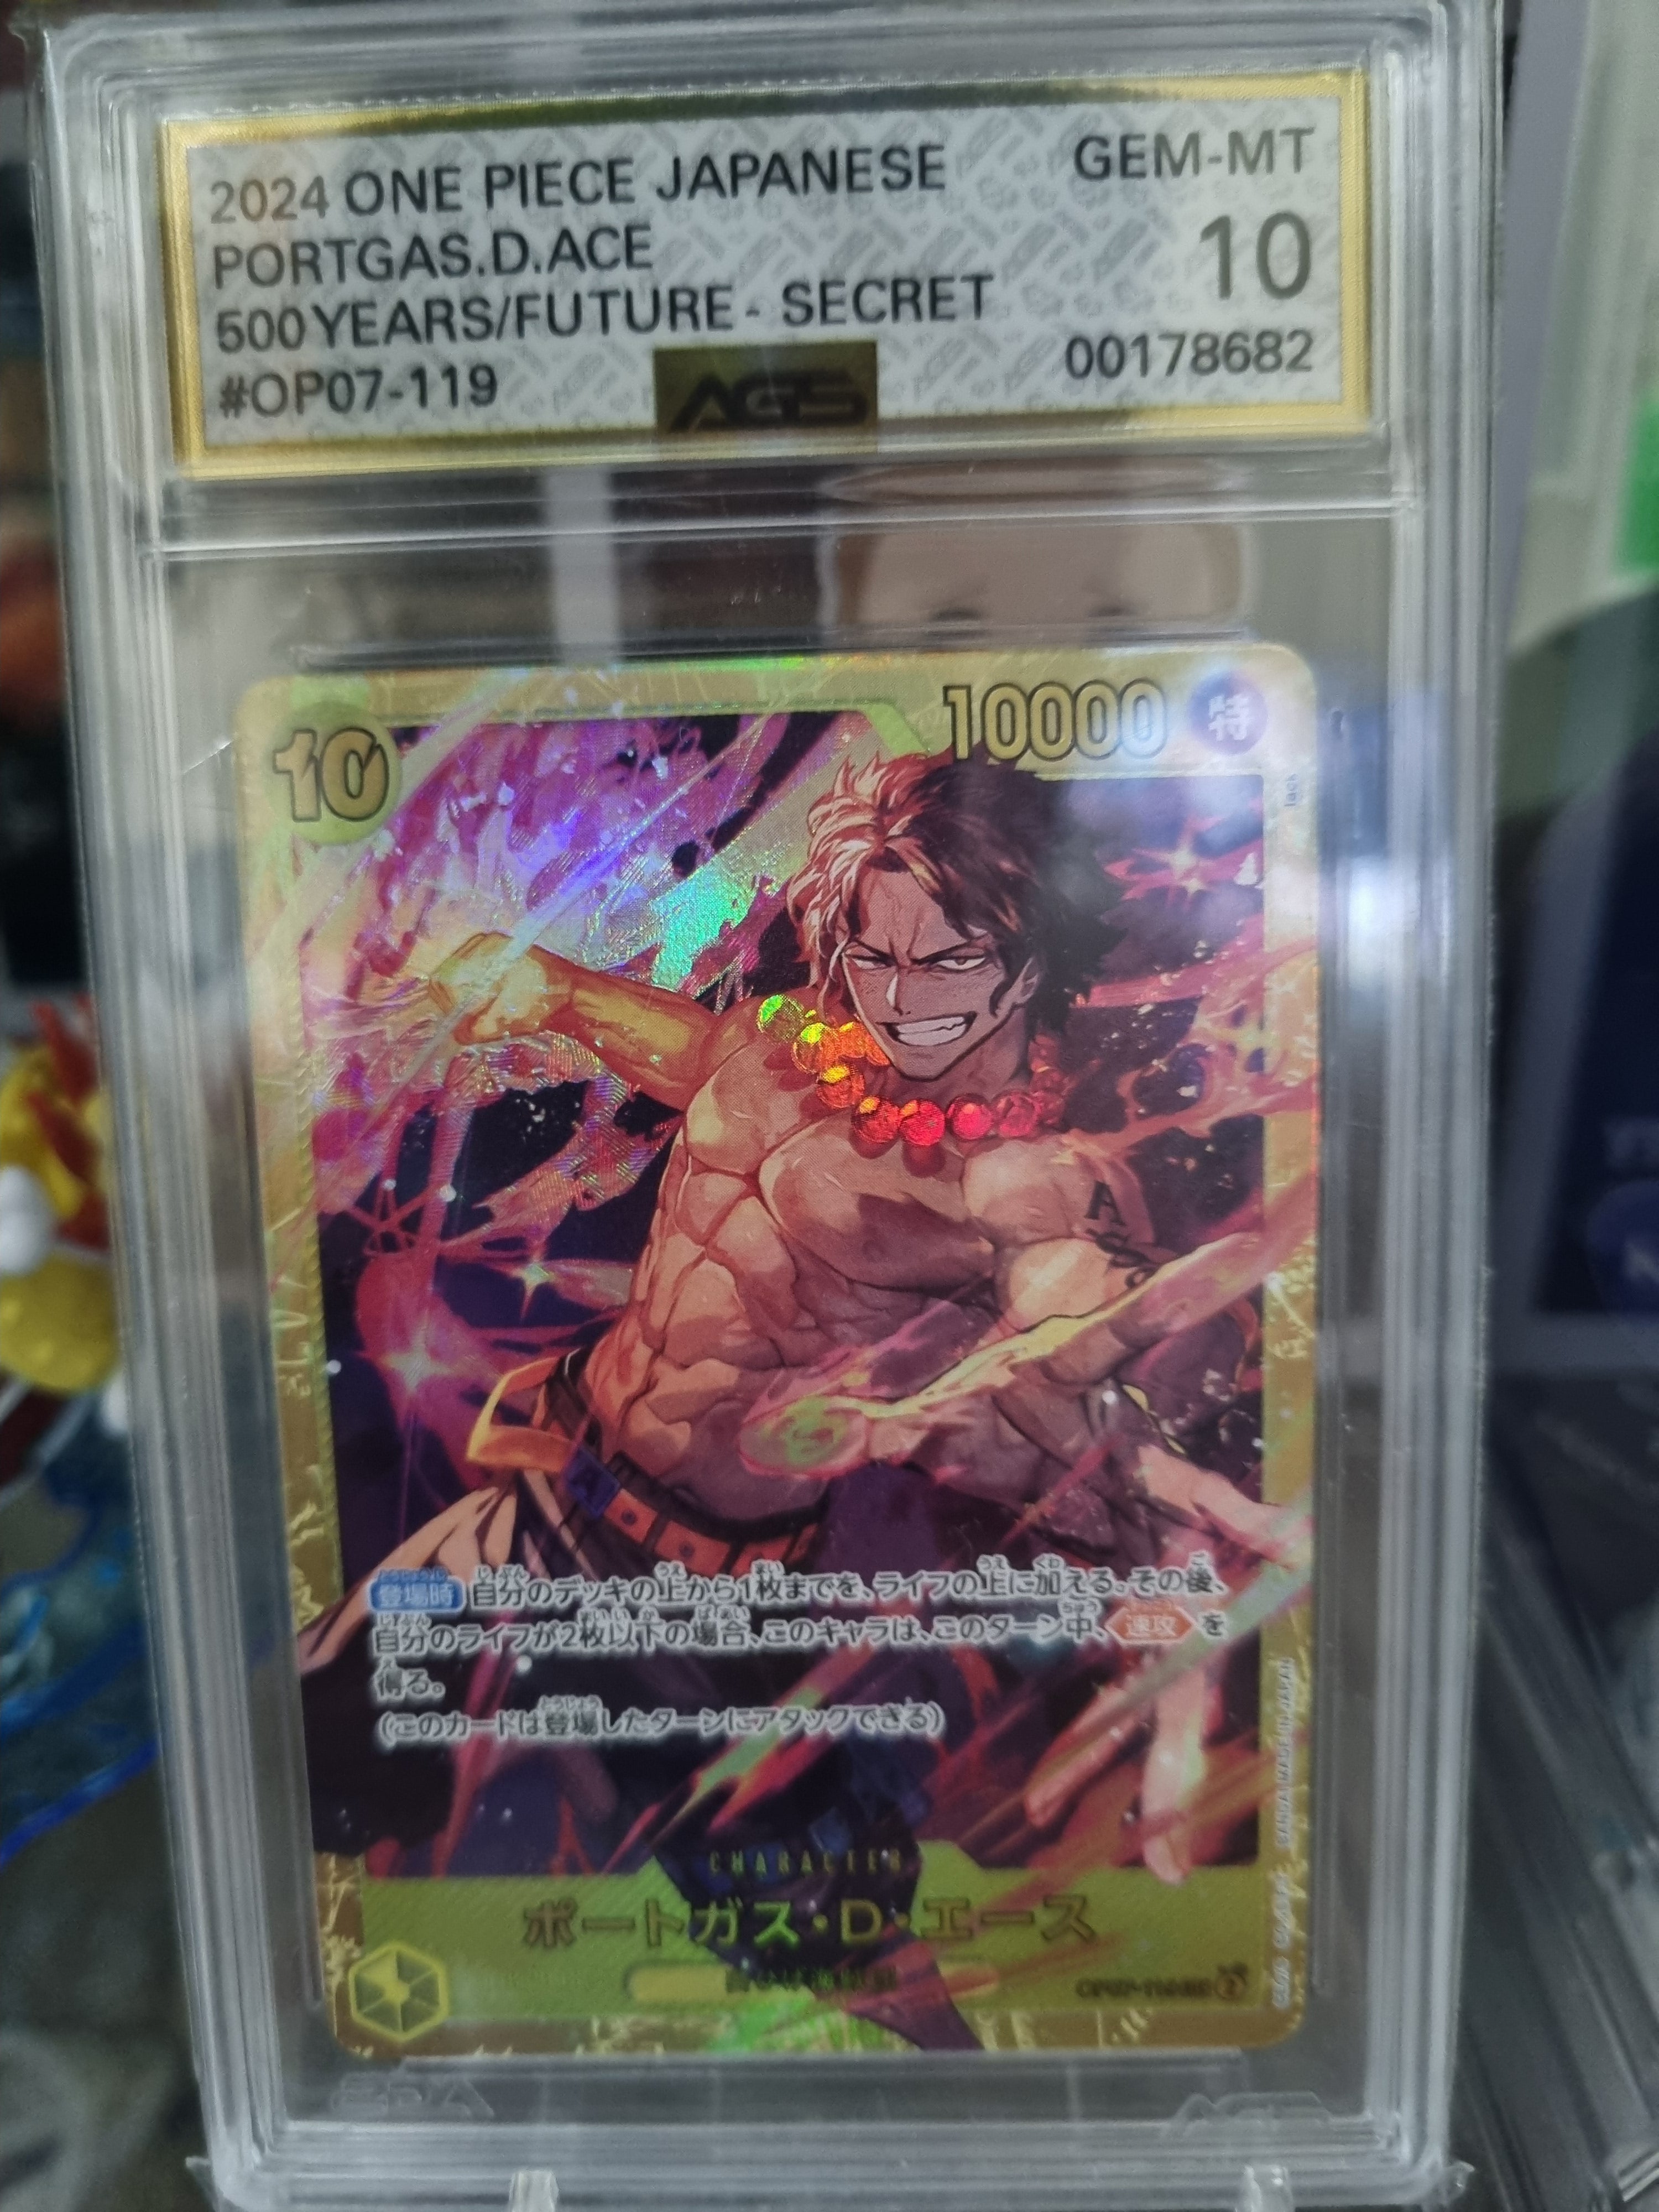 2024 ONE PIECE JAPANESE GEM-MT
PORTGAS.D.ACE 10
500 YEARS/FUTURE - SECRET
#OP07-119 AGS 00178682
10 10000 特
A
登場時 自分のデッキの上から1枚までを、ライフの上に加える。その後、
自分のライフが2枚以下の場合、このキャラは、このターン中、速攻を
得る。
(このカードは登場したターンにアタックできる)
CHARACTER
ポートガス・D・エース